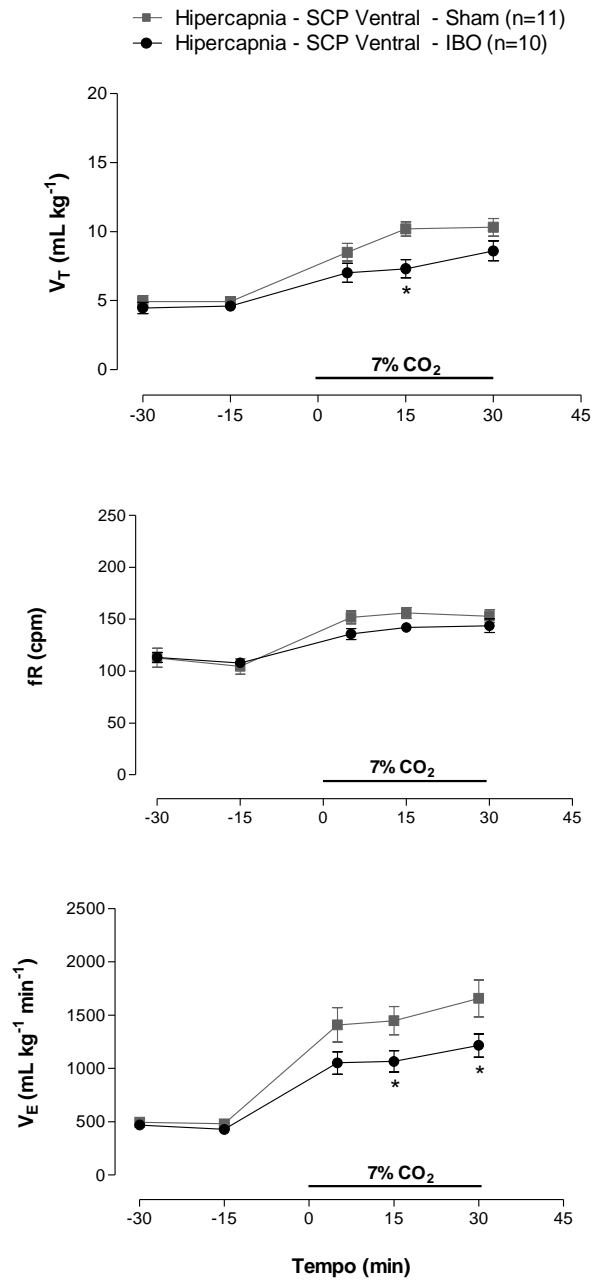 Hipercapnia - SCP Ventral - Sham (n=11)
Hipercapnia - SCP Ventral - IBO (n=10)
20
15
10
5
0
V_T (mL kg⁻¹)
*
7% CO₂
-30 -15 0 15 30 45
250
200
150
100
50
0
fR (cpm)
7% CO₂
-30 -15 0 15 30 45
2500
2000
1500
1000
500
0
V_E (mL kg⁻¹ min⁻¹)
* *
7% CO₂
-30 -15 0 15 30 45
Tempo (min)